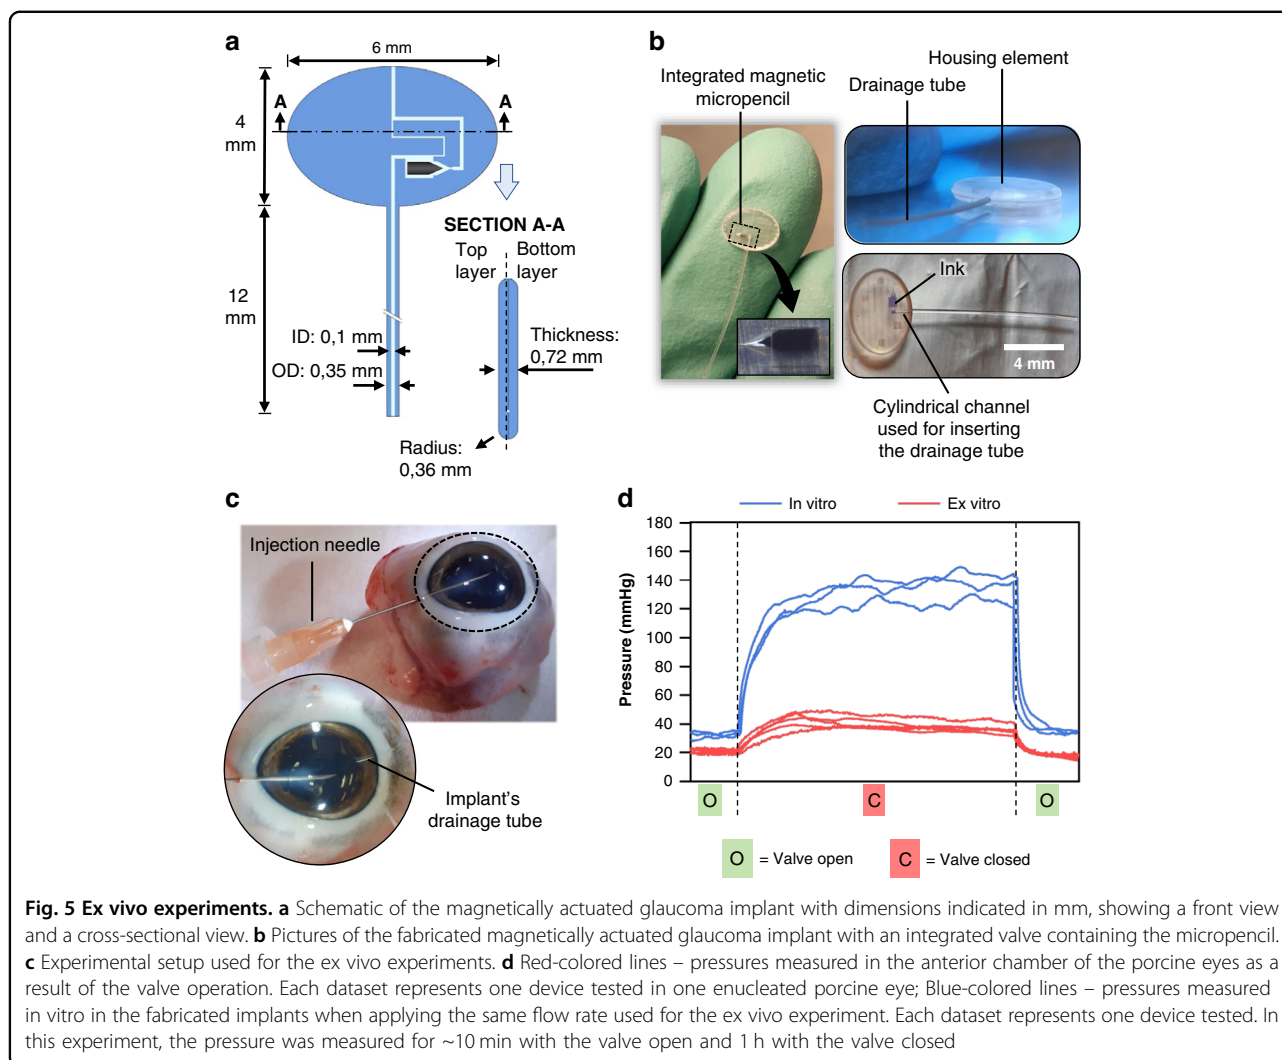 a
6 mm
A
A
4
mm
12
mm
SECTION A-A
Top
layer
Bottom
layer
ID: 0,1 mm
OD: 0,35 mm
Thickness:
0,72 mm
Radius:
0,36 mm
b
Integrated magnetic
micropencil
Housing element
Drainage tube
Ink
4 mm
Cylindrical channel
used for inserting
the drainage tube
c
Injection needle
Implant's
drainage tube
d
In vitro
Ex vitro
Pressure (mmHg)
180
160
140
120
100
80
60
40
20
0
O
C
O
O = Valve open
C = Valve closed
Fig. 5 Ex vivo experiments. a Schematic of the magnetically actuated glaucoma implant with dimensions indicated in mm, showing a front view
and a cross-sectional view. b Pictures of the fabricated magnetically actuated glaucoma implant with an integrated valve containing the micropencil.
c Experimental setup used for the ex vivo experiments. d Red-colored lines – pressures measured in the anterior chamber of the porcine eyes as a
result of the valve operation. Each dataset represents one device tested in one enucleated porcine eye; Blue-colored lines – pressures measured
in vitro in the fabricated implants when applying the same flow rate used for the ex vivo experiment. Each dataset represents one device tested. In
this experiment, the pressure was measured for ~10 min with the valve open and 1 h with the valve closed